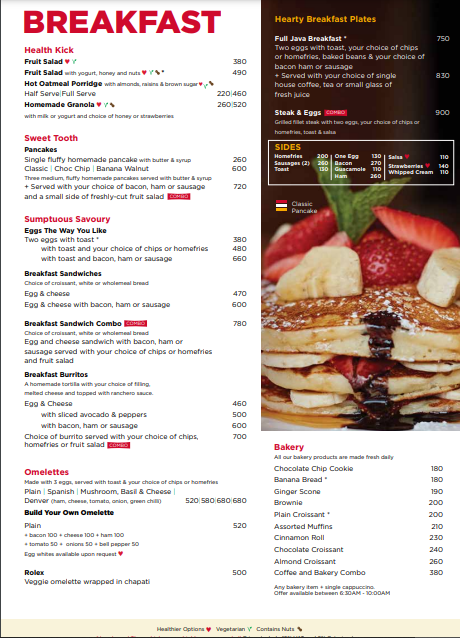 BREAKFAST
Health Kick
Fruit Salad 380
Fruit Salad with yogurt, honey and nuts * 490
Hot Oatmeal Porridge with almonds, raisins & brown sugar
Half Serve|Full Serve 220|460
Homemade Granola 260|520
with milk or yogurt and choice of honey or strawberries
Sweet Tooth
Pancakes
Single fluffy homemade pancake with butter & syrup 260
Classic | Choc Chip | Banana Walnut 600
Three medium, fluffy homemade pancakes served with butter & syrup
+ Served with your choice of bacon, ham or sausage 720
and a small side of freshly-cut fruit salad COMBO
Sumptuous Savoury
Eggs The Way You Like
Two eggs with toast * 380
with toast and your choice of chips or homefries 480
with toast and bacon, ham or sausage 660
Breakfast Sandwiches
Choice of croissant, white or wholemeal bread
Egg & cheese 470
Egg & cheese with bacon, ham or sausage 600
Breakfast Sandwich Combo COMBO 780
Choice of croissant, white or wholemeal bread
Egg and cheese sandwich with bacon, ham or
sausage served with your choice of chips or homefries
and fruit salad
Breakfast Burritos
A homemade tortilla with your choice of filling,
melted cheese and topped with ranchero sauce.
Egg & Cheese 460
with sliced avocado & peppers 500
with bacon, ham or sausage 600
Choice of burrito served with your choice of chips, 700
homefries or fruit salad COMBO
Omelettes
Made with 3 eggs, served with toast & your choice of chips or homefries
Plain | Spanish | Mushroom, Basil & Cheese |
Denver (ham, cheese, tomato, onion, green chilli) 520|580|680|680
Build Your Own Omelette
Plain 520
+ bacon 100 + cheese 100 + ham 100
+ tomato 50 + onions 50 + bell pepper 50
Egg whites available upon request
Rolex 500
Veggie omelette wrapped in chapati
Hearty Breakfast Plates
Full Java Breakfast * 750
Two eggs with toast, your choice of chips
or homefries, baked beans & your choice of
bacon ham or sausage
+ Served with your choice of single 830
house coffee, tea or small glass of
fresh juice
Steak & Eggs COMBO 900
Grilled fillet steak with two eggs, your choice of chips or
homefries, toast & salsa
SIDES
Homefries 200 | One Egg 130 | Salsa 110
Sausages (2) 260 | Bacon 270 | Strawberries 140
Toast 130 | Guacamole 110 | Whipped Cream 110
Ham 260
Classic
Pancake
Bakery
All our bakery products are made fresh daily
Chocolate Chip Cookie 180
Banana Bread * 180
Ginger Scone 190
Brownie 200
Plain Croissant * 200
Assorted Muffins 210
Cinnamon Roll 230
Chocolate Croissant 240
Almond Croissant 260
Coffee and Bakery Combo 380
Any bakery item + single cappuccino.
Offer available between 6:30AM - 10:00AM
Healthier Options Vegetarian Contains Nuts